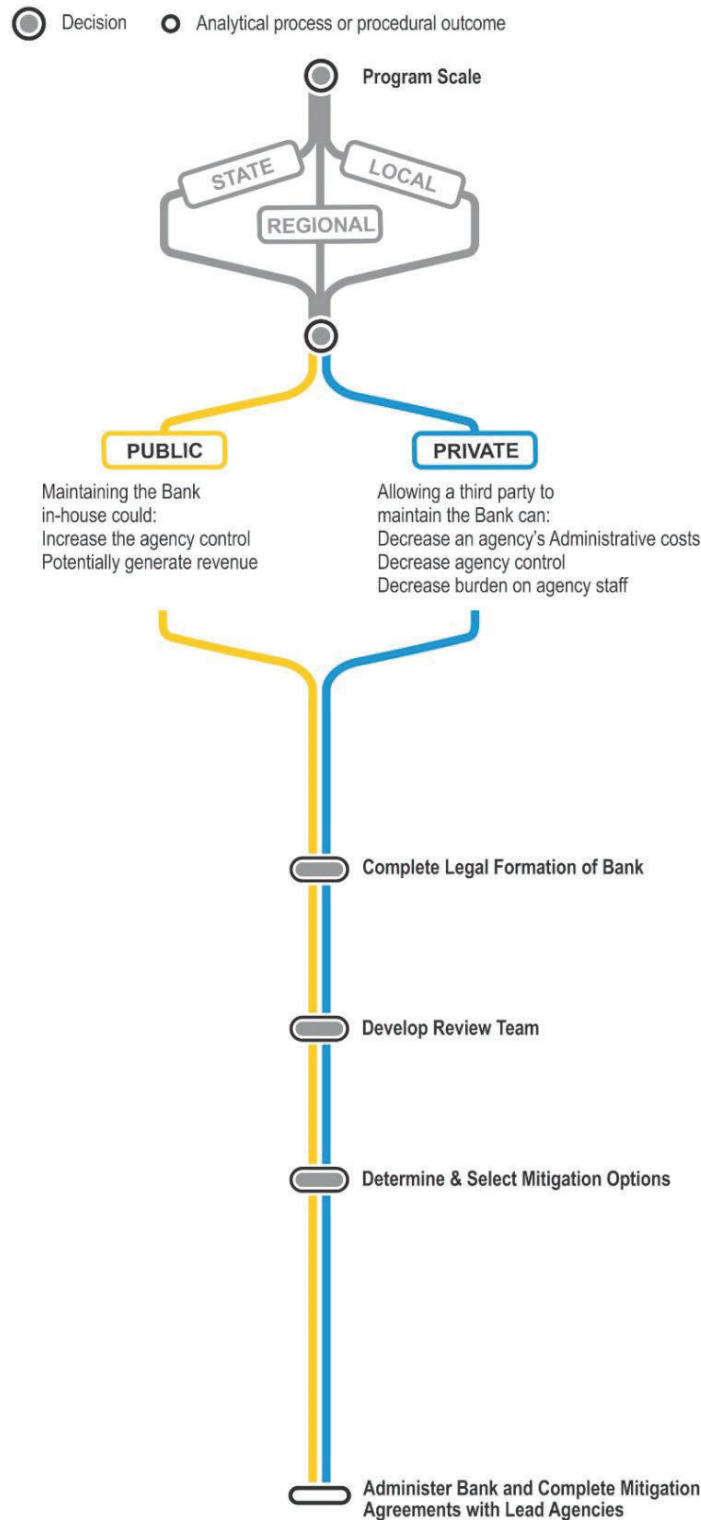 Decision
Analytical process or procedural outcome
Program Scale
STATE
LOCAL
REGIONAL
PUBLIC
Maintaining the Bank
in-house could:
Increase the agency control
Potentially generate revenue
PRIVATE
Allowing a third party to
maintain the Bank can:
Decrease an agency's Administrative costs
Decrease agency control
Decrease burden on agency staff
Complete Legal Formation of Bank
Develop Review Team
Determine & Select Mitigation Options
Administer Bank and Complete Mitigation
Agreements with Lead Agencies